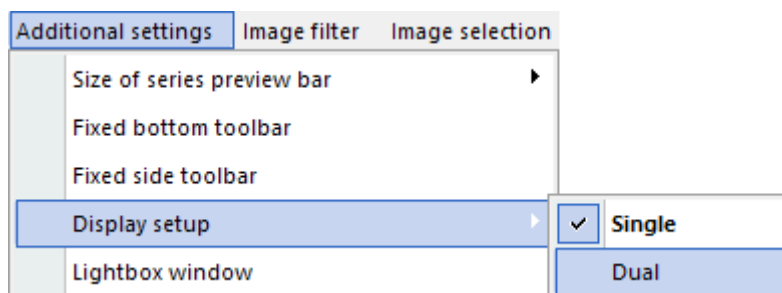 Additional settings Image filter Image selection
Size of series preview bar
Fixed bottom toolbar
Fixed side toolbar
Display setup Single
Lightbox window Dual